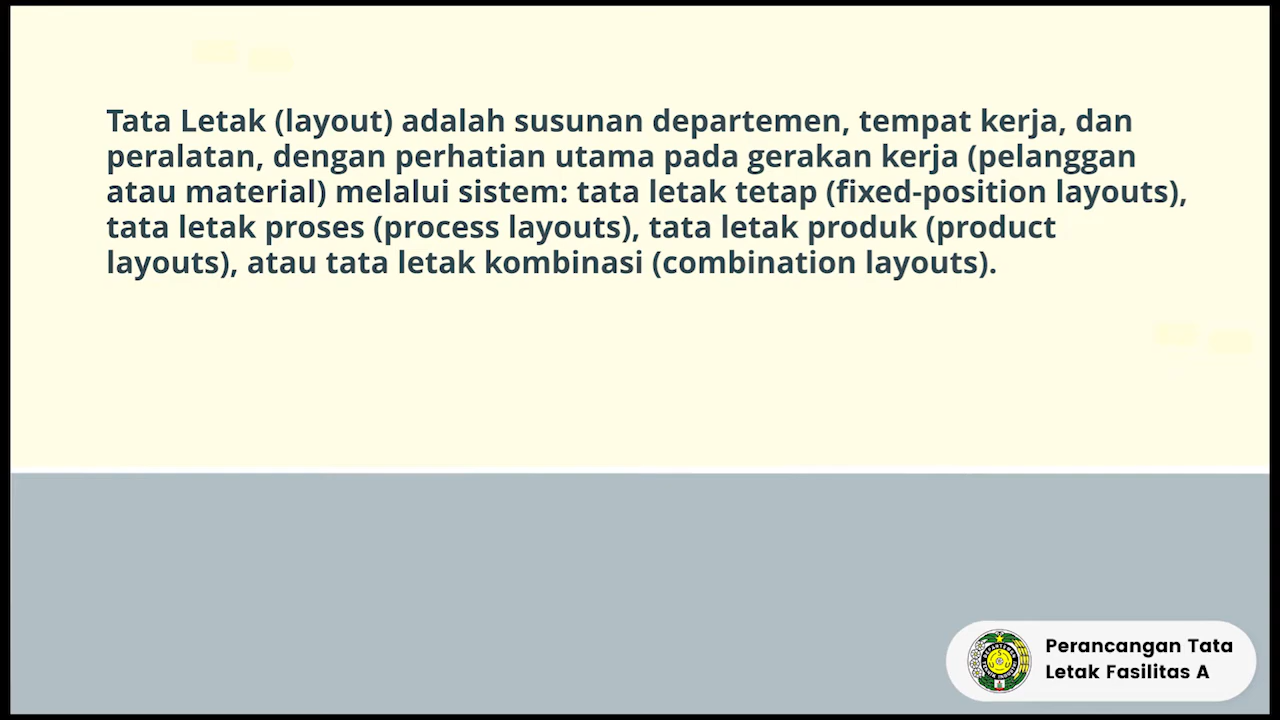 Tata Letak (layout) adalah susunan departemen, tempat kerja, dan
peralatan, dengan perhatian utama pada gerakan kerja (pelanggan
atau material) melalui sistem: tata letak tetap (fixed-position layouts),
tata letak proses (process layouts), tata letak produk (product
layouts), atau tata letak kombinasi (combination layouts).
Perancangan Tata
Letak Fasilitas A